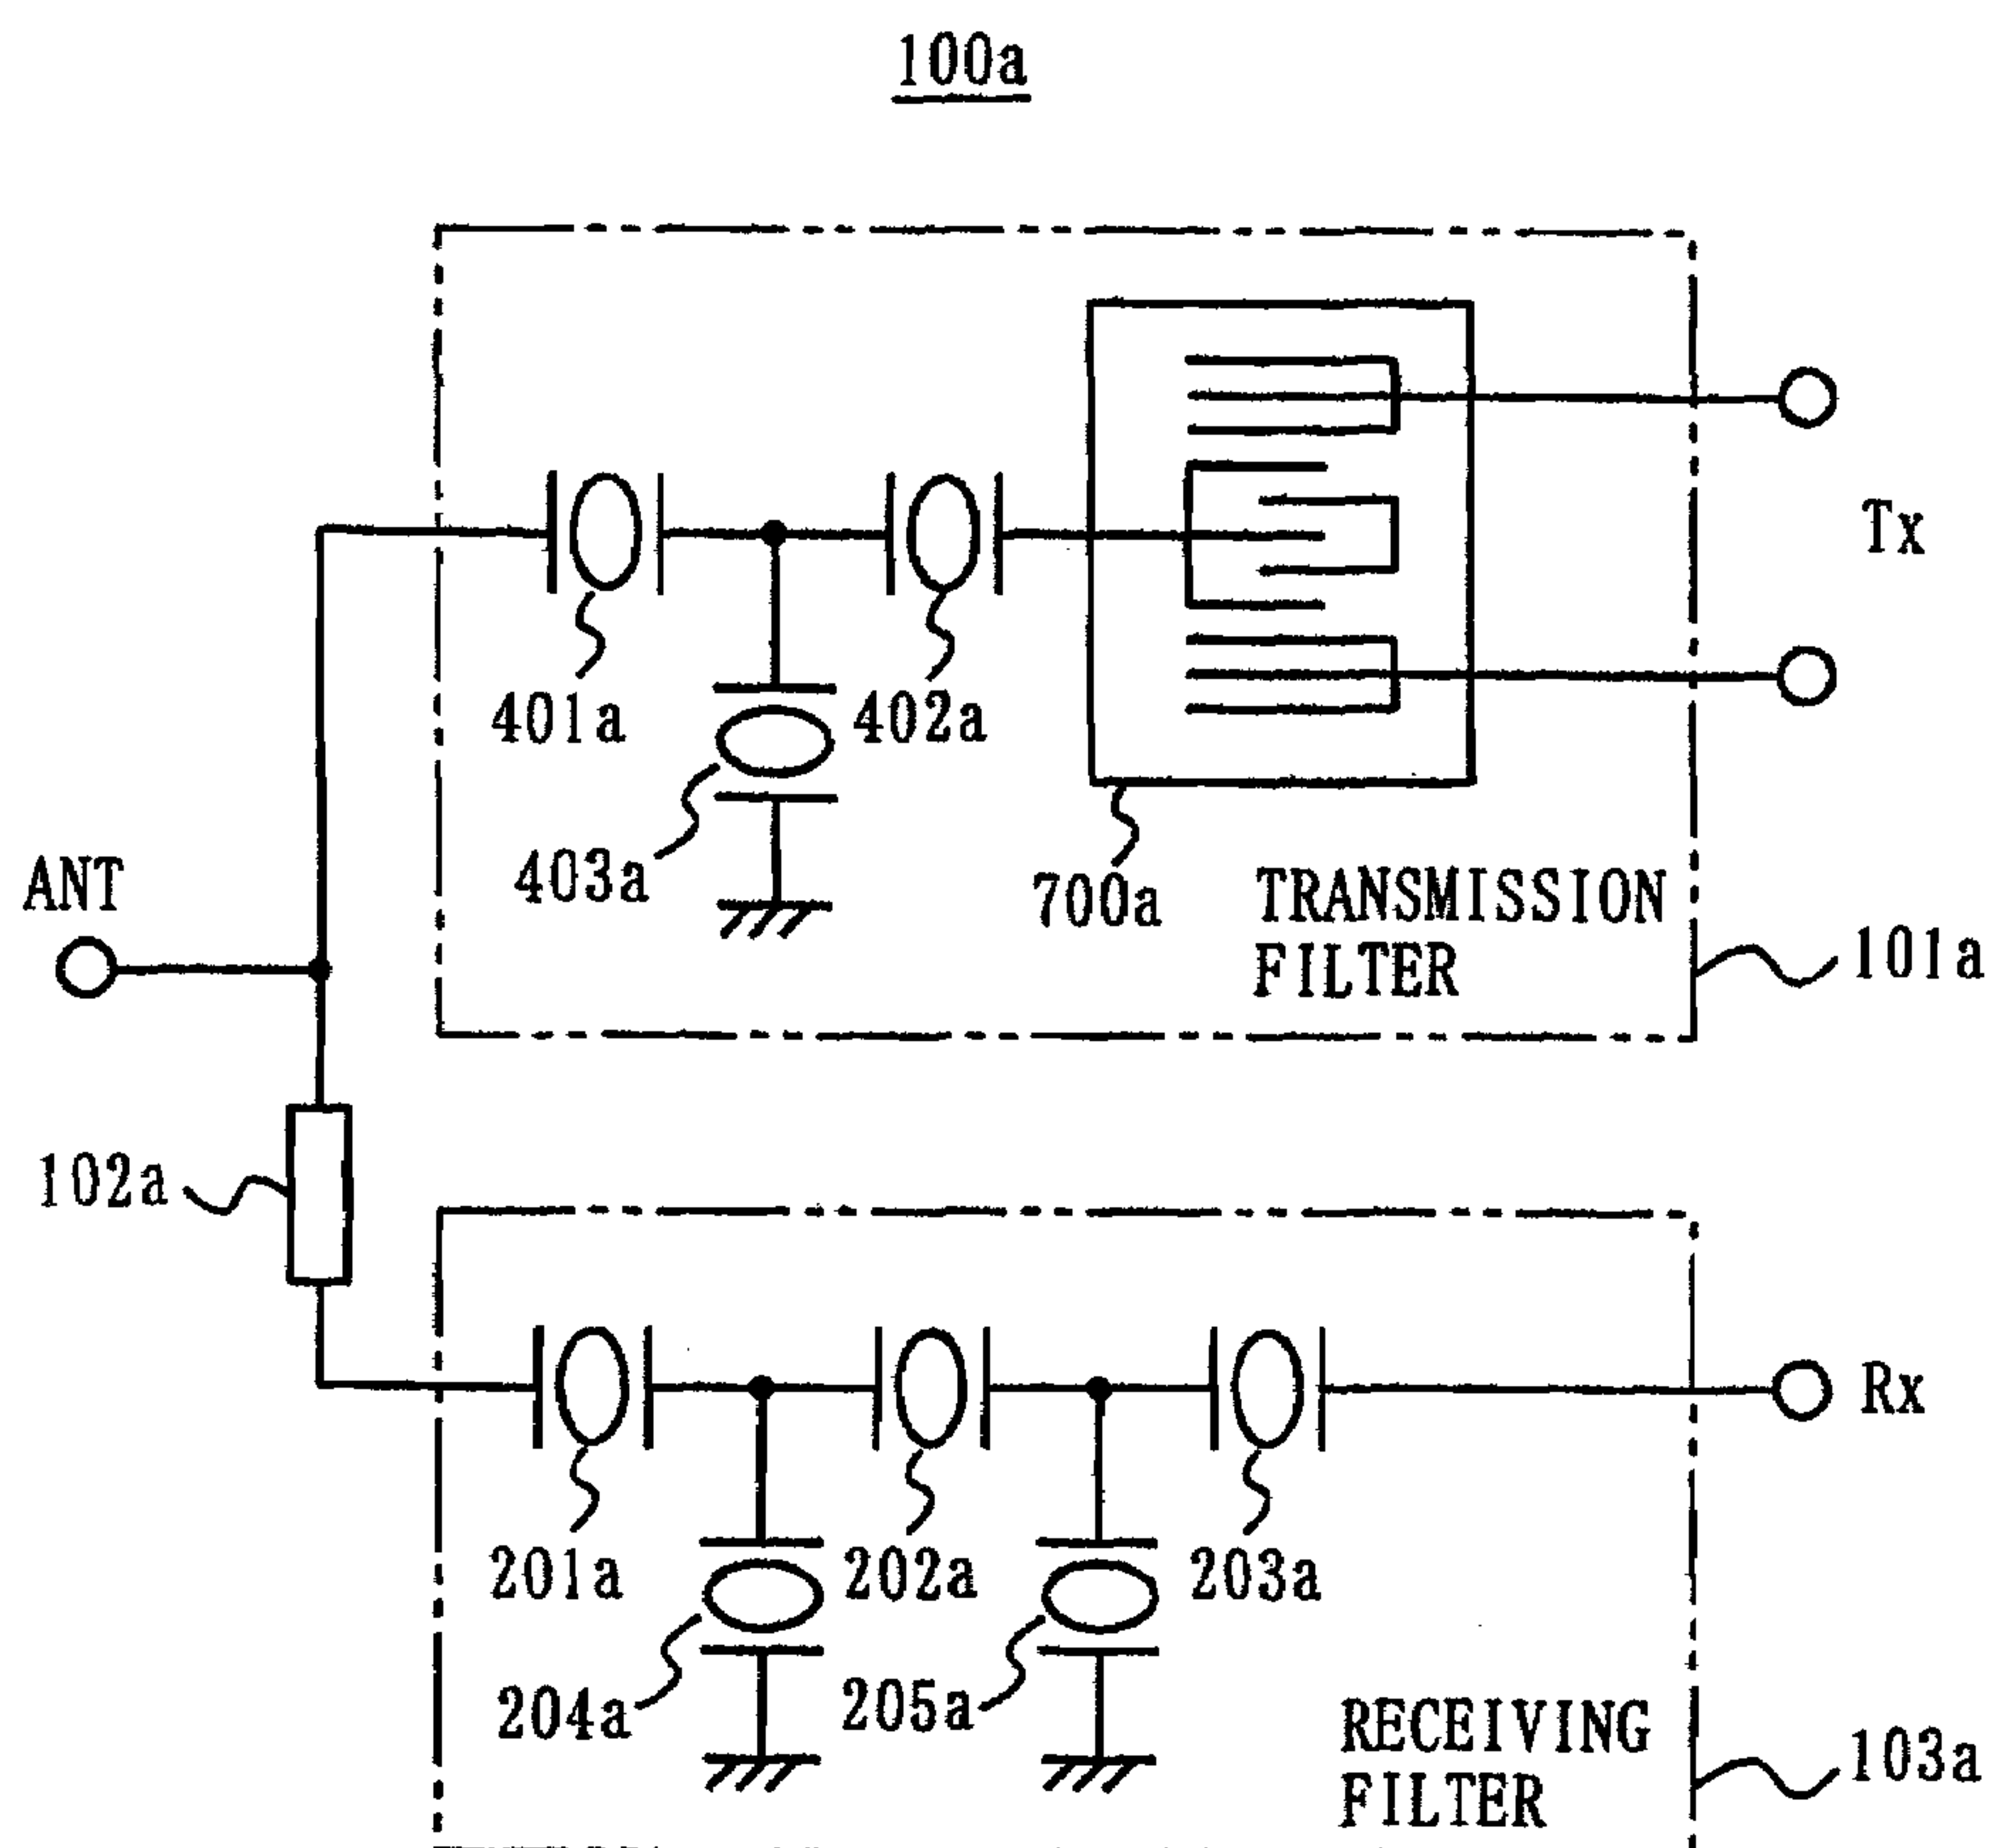 100a
Tx
401a
402a
403a
700a
TRANSMISSION
FILTER
101a
ANT
102a
Rx
201a
202a
203a
204a
205a
RECEIVING
FILTER
103a